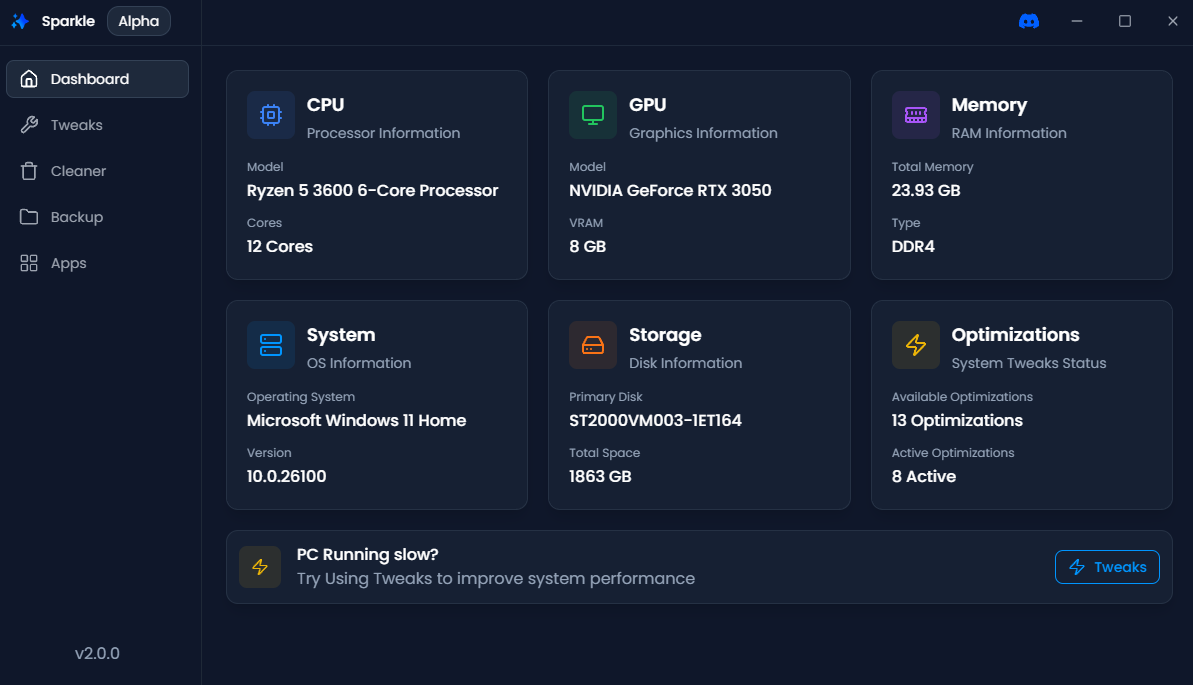 Sparkle Alpha
Dashboard
Tweaks
Cleaner
Backup
Apps
v2.0.0
CPU
Processor Information
Model
Ryzen 5 3600 6-Core Processor
Cores
12 Cores
GPU
Graphics Information
Model
NVIDIA GeForce RTX 3050
VRAM
8 GB
Memory
RAM Information
Total Memory
23.93 GB
Type
DDR4
System
OS Information
Operating System
Microsoft Windows 11 Home
Version
10.0.26100
Storage
Disk Information
Primary Disk
ST2000VM003-1ET164
Total Space
1863 GB
Optimizations
System Tweaks Status
Available Optimizations
13 Optimizations
Active Optimizations
8 Active
PC Running slow?
Try Using Tweaks to improve system performance
Tweaks